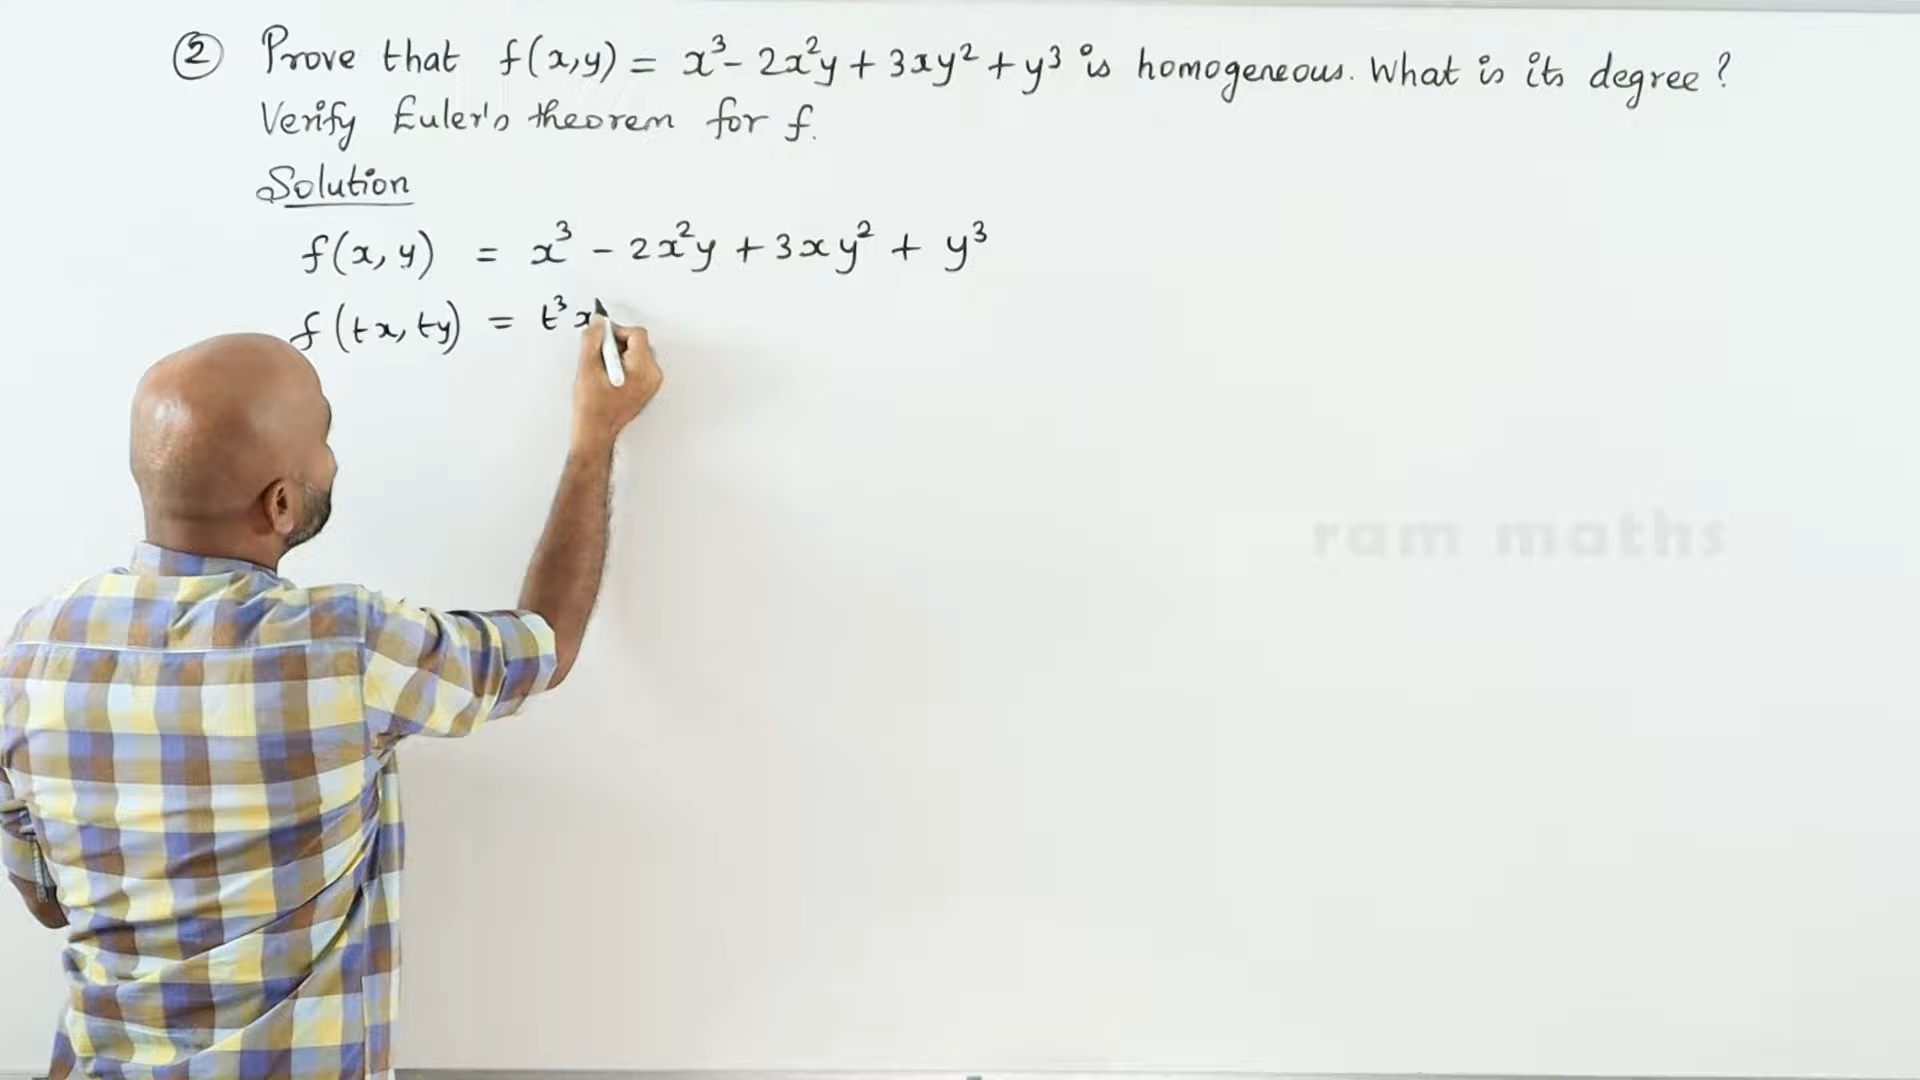 ② Prove that f(x,y) = x³ - 2x²y + 3xy² + y³ is homogeneous. What is its degree?
Verify Euler's theorem for f.
Solution
f(x, y) = x³ - 2x²y + 3xy² + y³
f(tx, ty) = t³x
ram maths